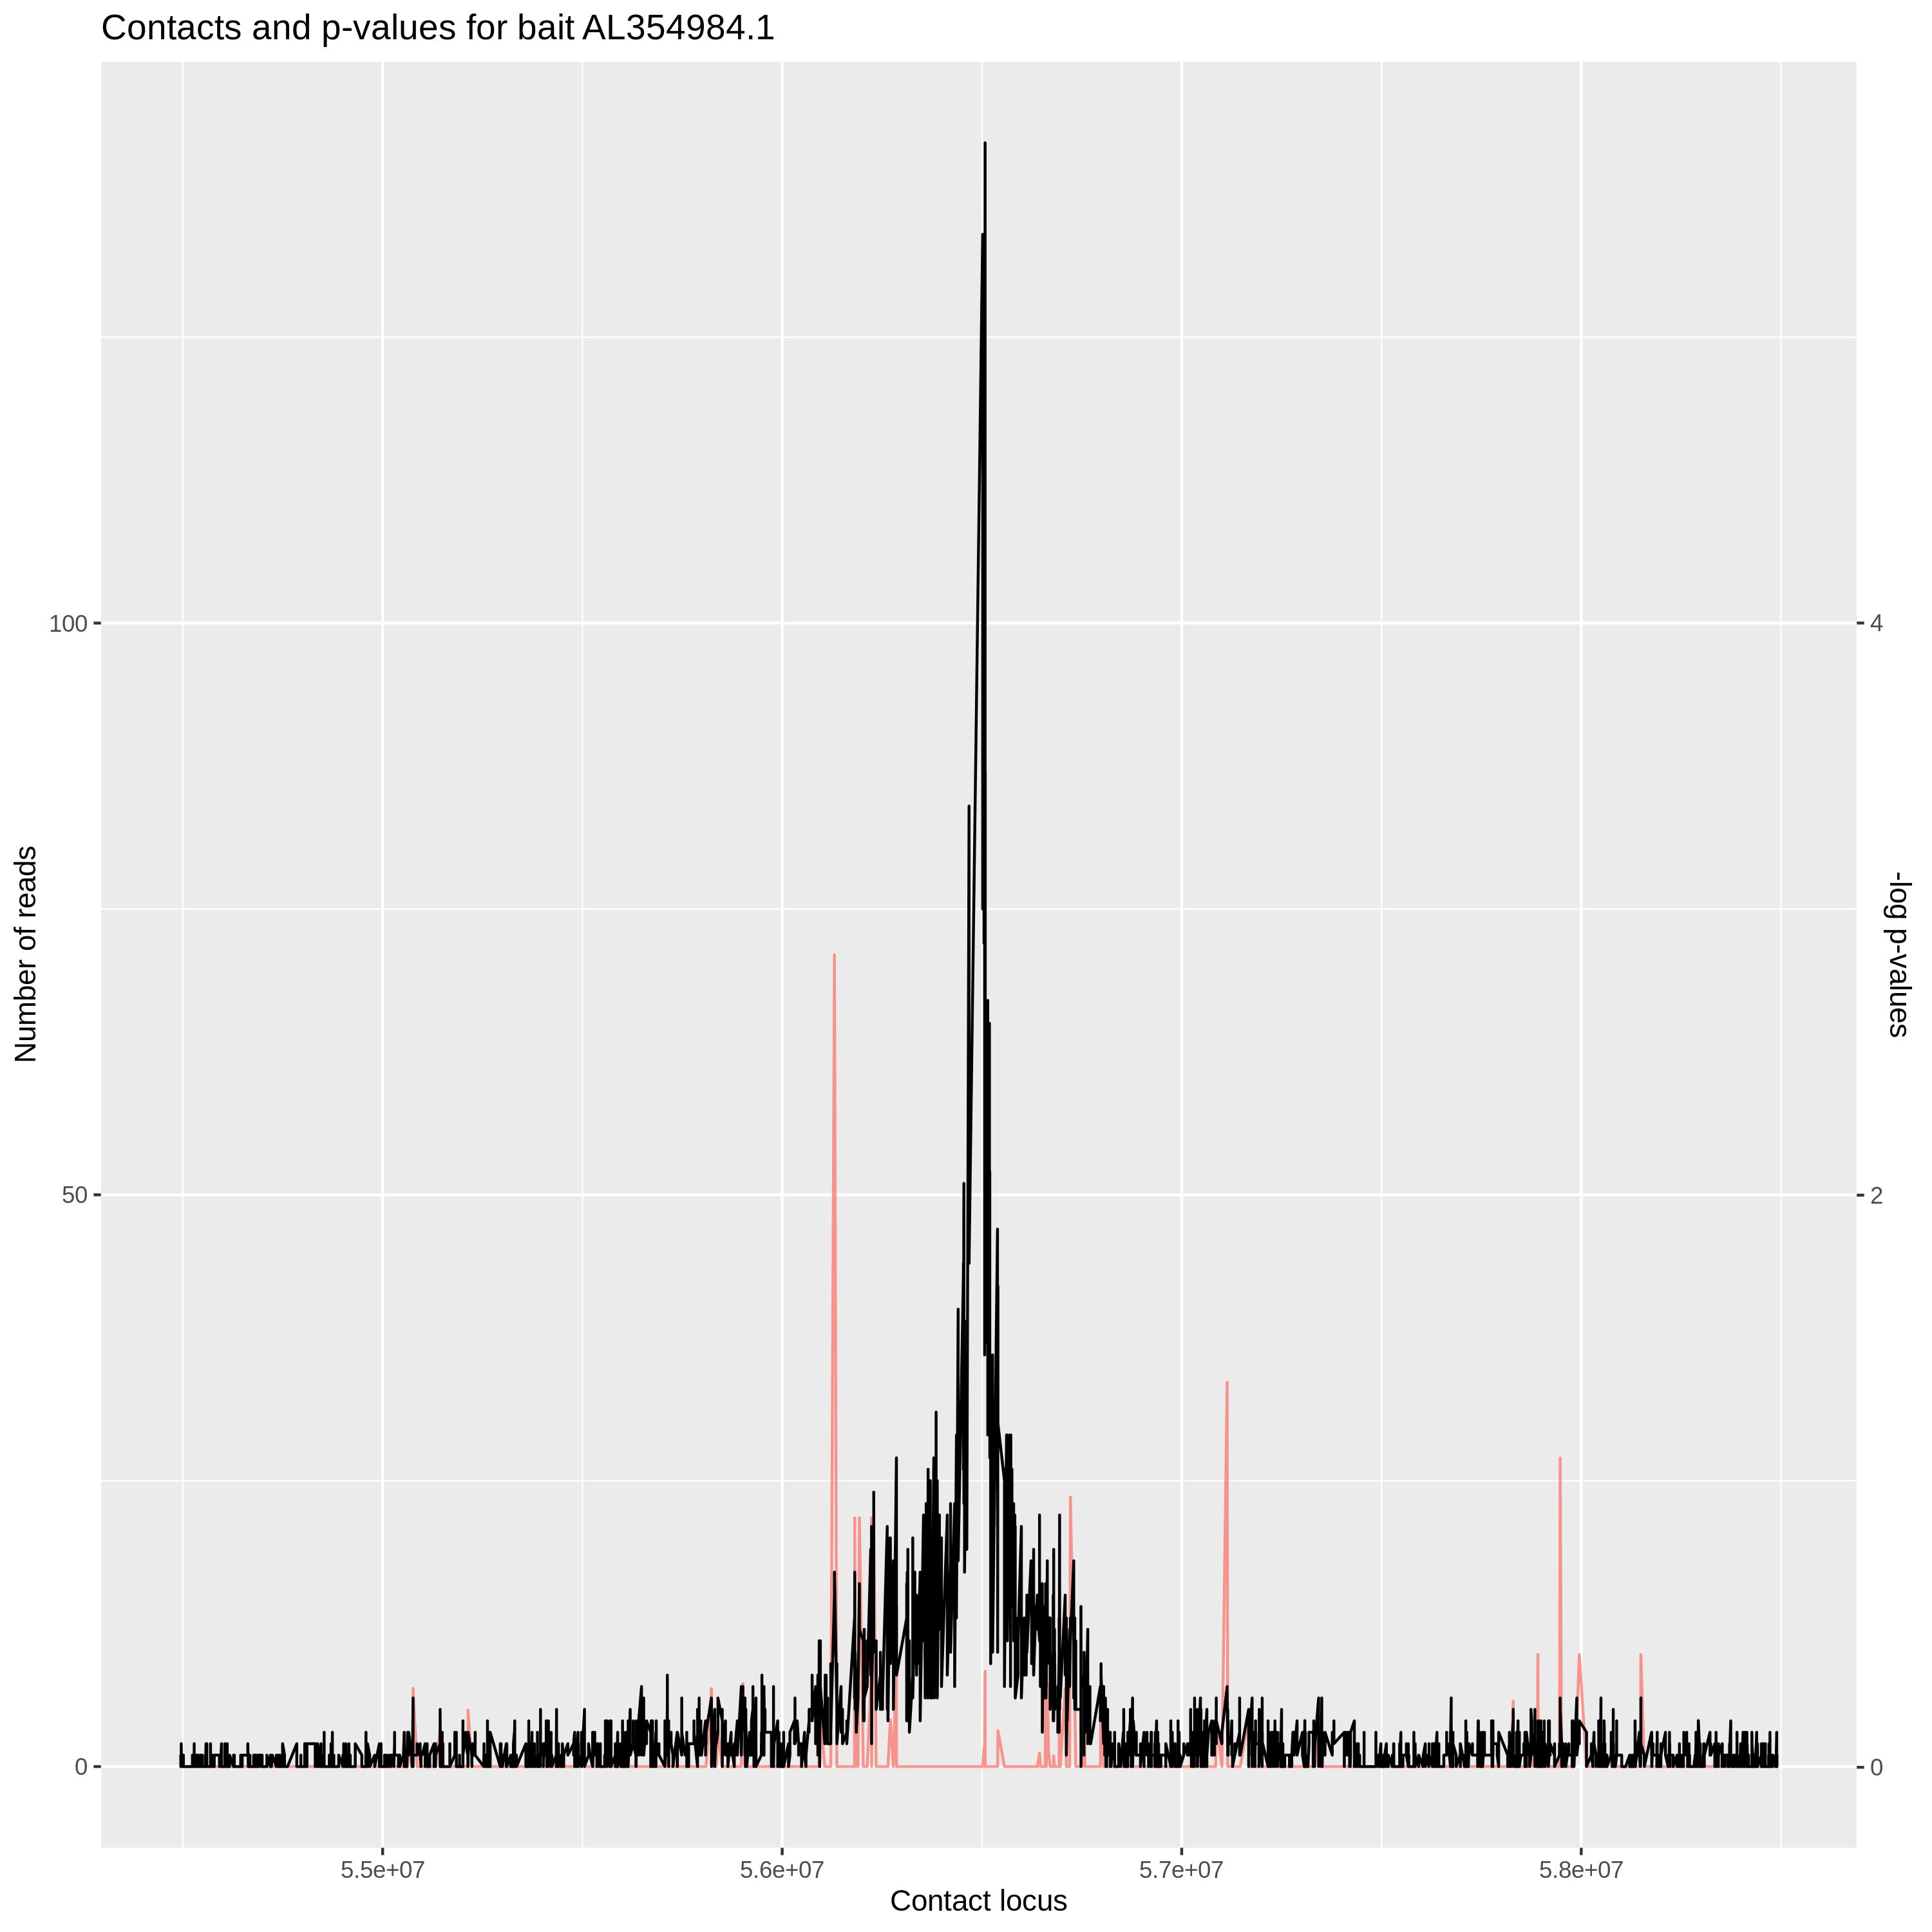 Contacts and p-values for bait AL354984.1
100
50
0
Number of reads
4
2
0
-log p-values
5.5e+07 5.6e+07 5.7e+07 5.8e+07
Contact locus